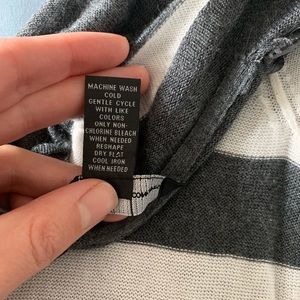 MACHINE WASH
COLD
GENTLE CYCLE
WITH LIKE
COLORS
ONLY NON-
CHLORINE BLEACH
WHEN NEEDED
RESHAPE
DRY FLAT
COOL IRON
WHEN NEEDED